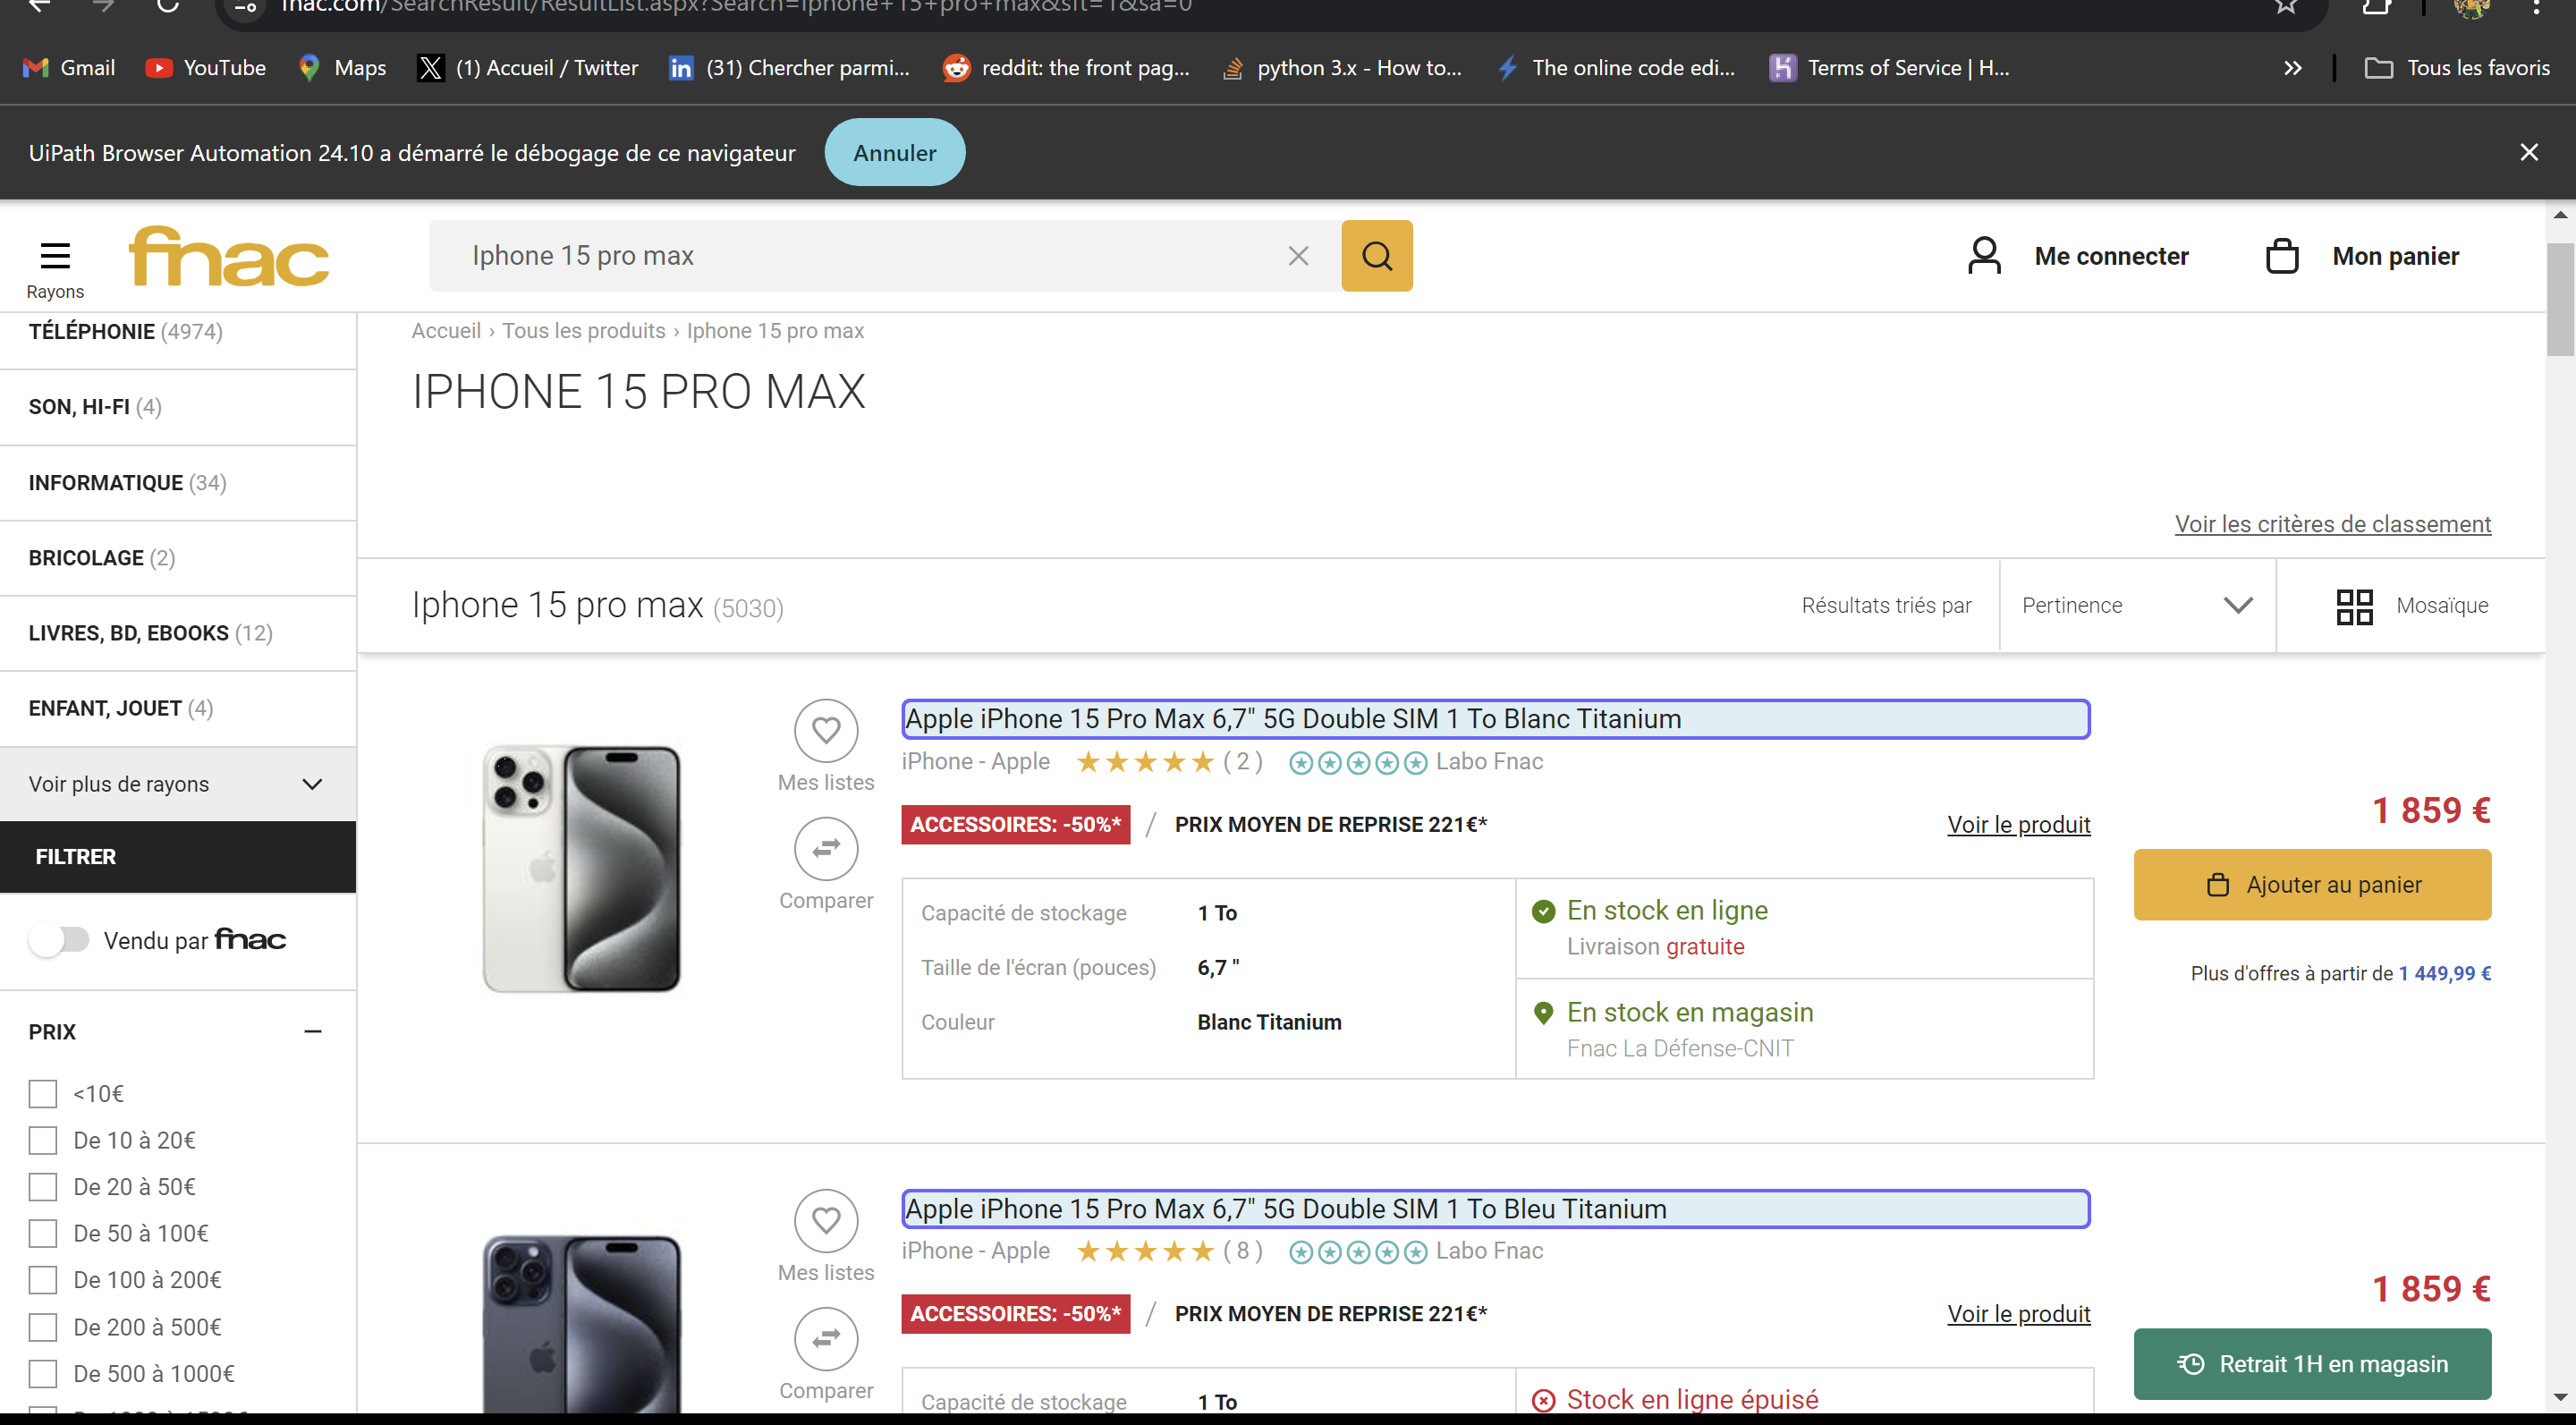 fnac.com/SearchResult/ResultList.aspx?Search=Iphone+15+pro+max&sft=1&sa=0
Gmail
YouTube
Maps
(1) Accueil / Twitter
(31) Chercher parmi...
reddit: the front pag...
python 3.x - How to...
The online code edi...
Terms of Service | H...
Tous les favoris
UiPath Browser Automation 24.10 a démarré le débogage de ce navigateur
Annuler
Rayons
fnac
Iphone 15 pro max
Me connecter
Mon panier
TÉLÉPHONIE (4974)
SON, HI-FI (4)
INFORMATIQUE (34)
BRICOLAGE (2)
LIVRES, BD, EBOOKS (12)
ENFANT, JOUET (4)
Voir plus de rayons
FILTRER
Vendu par fnac
PRIX
<10€
De 10 à 20€
De 20 à 50€
De 50 à 100€
De 100 à 200€
De 200 à 500€
De 500 à 1000€
Accueil › Tous les produits › Iphone 15 pro max
IPHONE 15 PRO MAX
Voir les critères de classement
Iphone 15 pro max (5030)
Résultats triés par
Pertinence
Mosaïque
Mes listes
Comparer
Apple iPhone 15 Pro Max 6,7" 5G Double SIM 1 To Blanc Titanium
iPhone - Apple ( 2 ) Labo Fnac
ACCESSOIRES: -50%* / PRIX MOYEN DE REPRISE 221€*
Voir le produit
Capacité de stockage 1 To
Taille de l'écran (pouces) 6,7 "
Couleur Blanc Titanium
En stock en ligne
Livraison gratuite
En stock en magasin
Fnac La Défense-CNIT
1 859 €
Ajouter au panier
Plus d'offres à partir de 1 449,99 €
Mes listes
Comparer
Apple iPhone 15 Pro Max 6,7" 5G Double SIM 1 To Bleu Titanium
iPhone - Apple ( 8 ) Labo Fnac
ACCESSOIRES: -50%* / PRIX MOYEN DE REPRISE 221€*
Voir le produit
Capacité de stockage 1 To
Stock en ligne épuisé
1 859 €
Retrait 1H en magasin